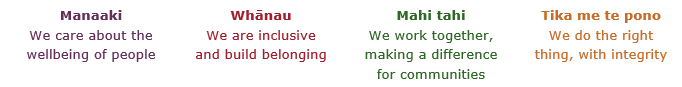 Manaaki
We care about the
wellbeing of people
Whānau
We are inclusive
and build belonging
Mahi tahi
We work together,
making a difference
for communities
Tika me te pono
We do the right
thing, with integrity